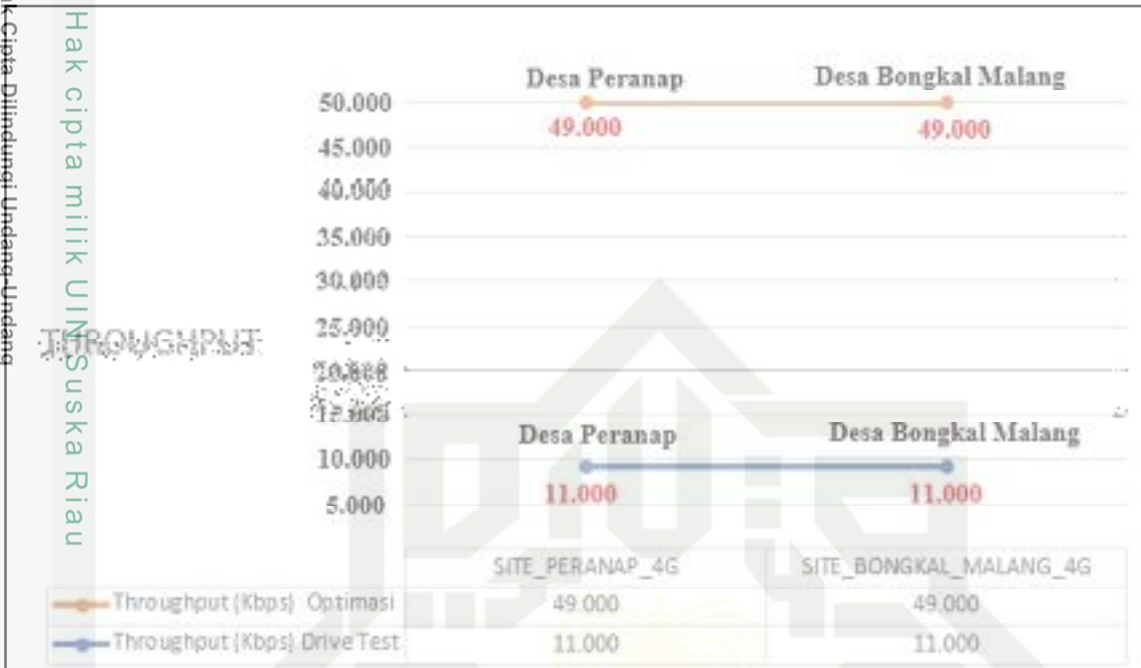 k Cipta Dilindungi Undang-Undang
Hak cipta milik UIN Suska Riau
Desa Peranap Desa Bongkal Malang
50.000
49.000 49.000
45.000
40.000
35.000
30.000
25.000
THROUGHPUT
Desa Peranap Desa Bongkal Malang
10.000
11.000 11.000
5.000
SITE_PERANAP_4G SITE_BONGKAL_MALANG_4G
Throughput (Kbps) Optimasi 49.000 49.000
Throughput (Kbps) Drive Test 11.000 11.000